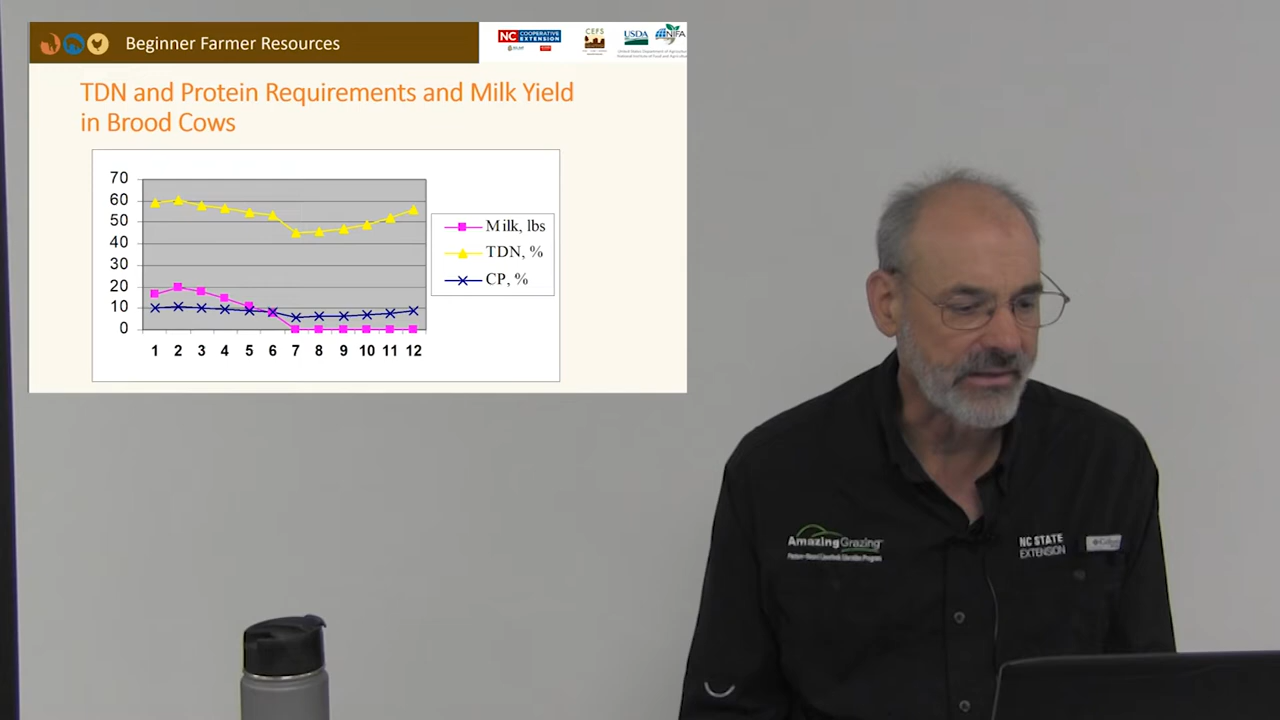 Beginner Farmer Resources
NC COOPERATIVE
EXTENSION
CEFS
USDA
NIFA
TDN and Protein Requirements and Milk Yield
in Brood Cows
70
60
50
40
30
20
10
0
1 2 3 4 5 6 7 8 9 10 11 12
Milk, lbs
TDN, %
CP, %
AmazingGrazing
NC STATE
EXTENSION
Columbia